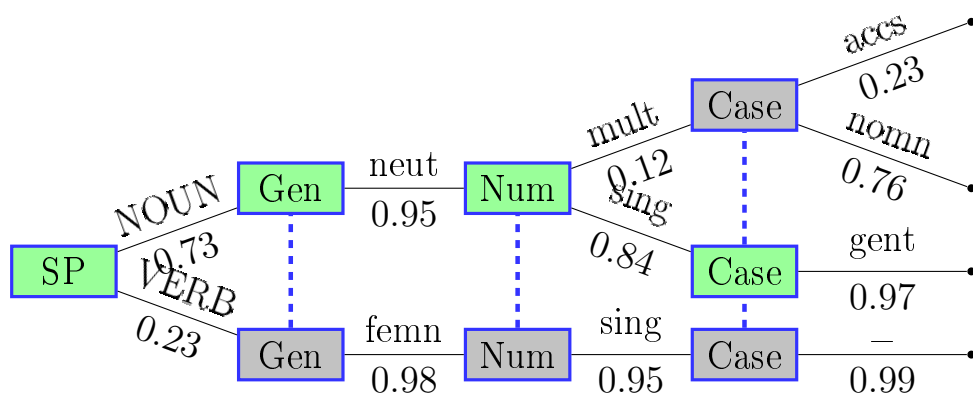 accs
0.23
Case
mult
0.12
nomn
0.76
NOUN
0.73
Gen
neut
0.95
Num
sing
0.84
SP
Case
gent
0.97
VERB
0.23
Gen
femn
0.98
Num
sing
0.95
Case
–
0.99